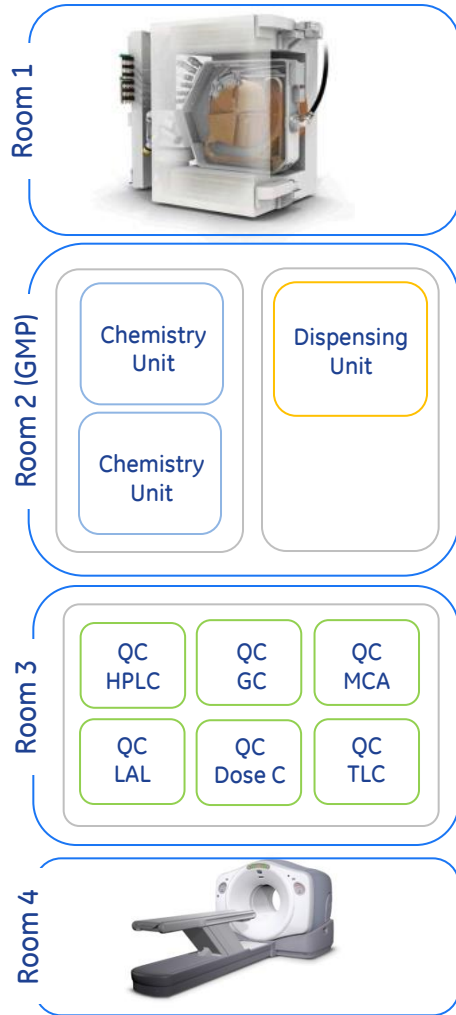 Room 1
Room 2 (GMP)
Chemistry
Unit
Chemistry
Unit
Dispensing
Unit
Room 3
QC
HPLC
QC
GC
QC
MCA
QC
LAL
QC
Dose C
QC
TLC
Room 4